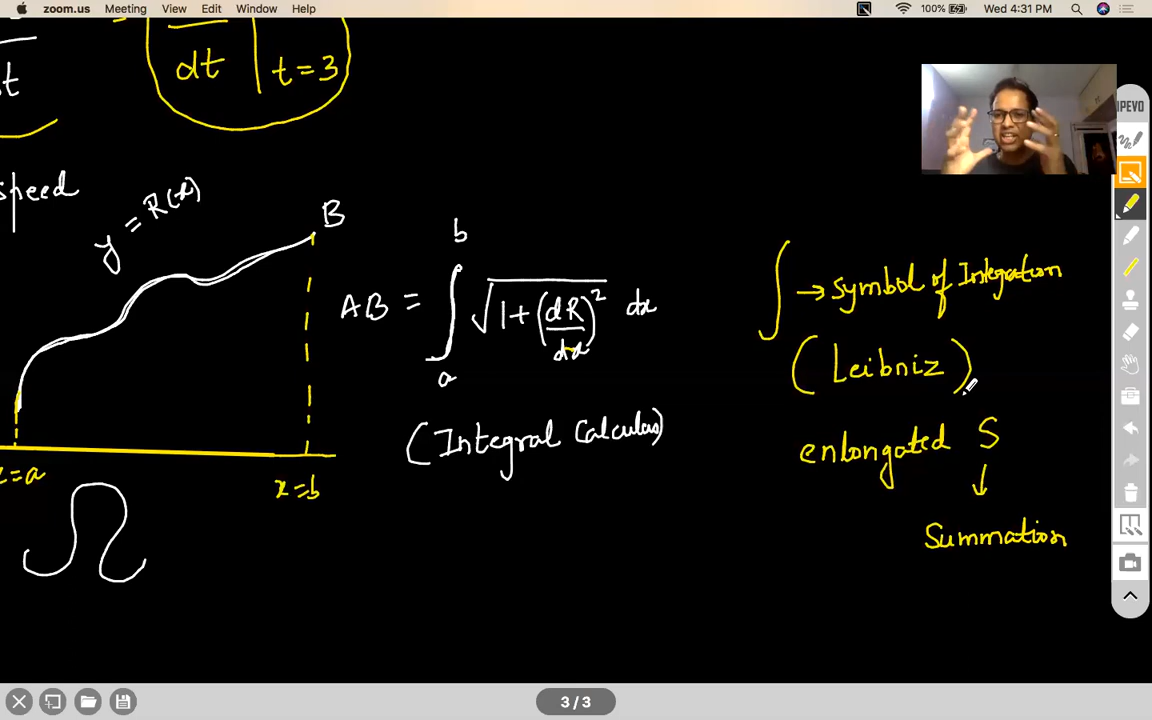 zoom.us Meeting View Edit Window Help
100% Wed 4:31 PM
dt | t=3
speed
y = R(x)
B
AB = ∫ₐᵇ √(1+(dR/dx)²) dx
(Integral Calculus)
x=a
x=b
∫ → symbol of Integration
(Leibniz)
enlongated S
↓
Summation
IPEVO
3/3